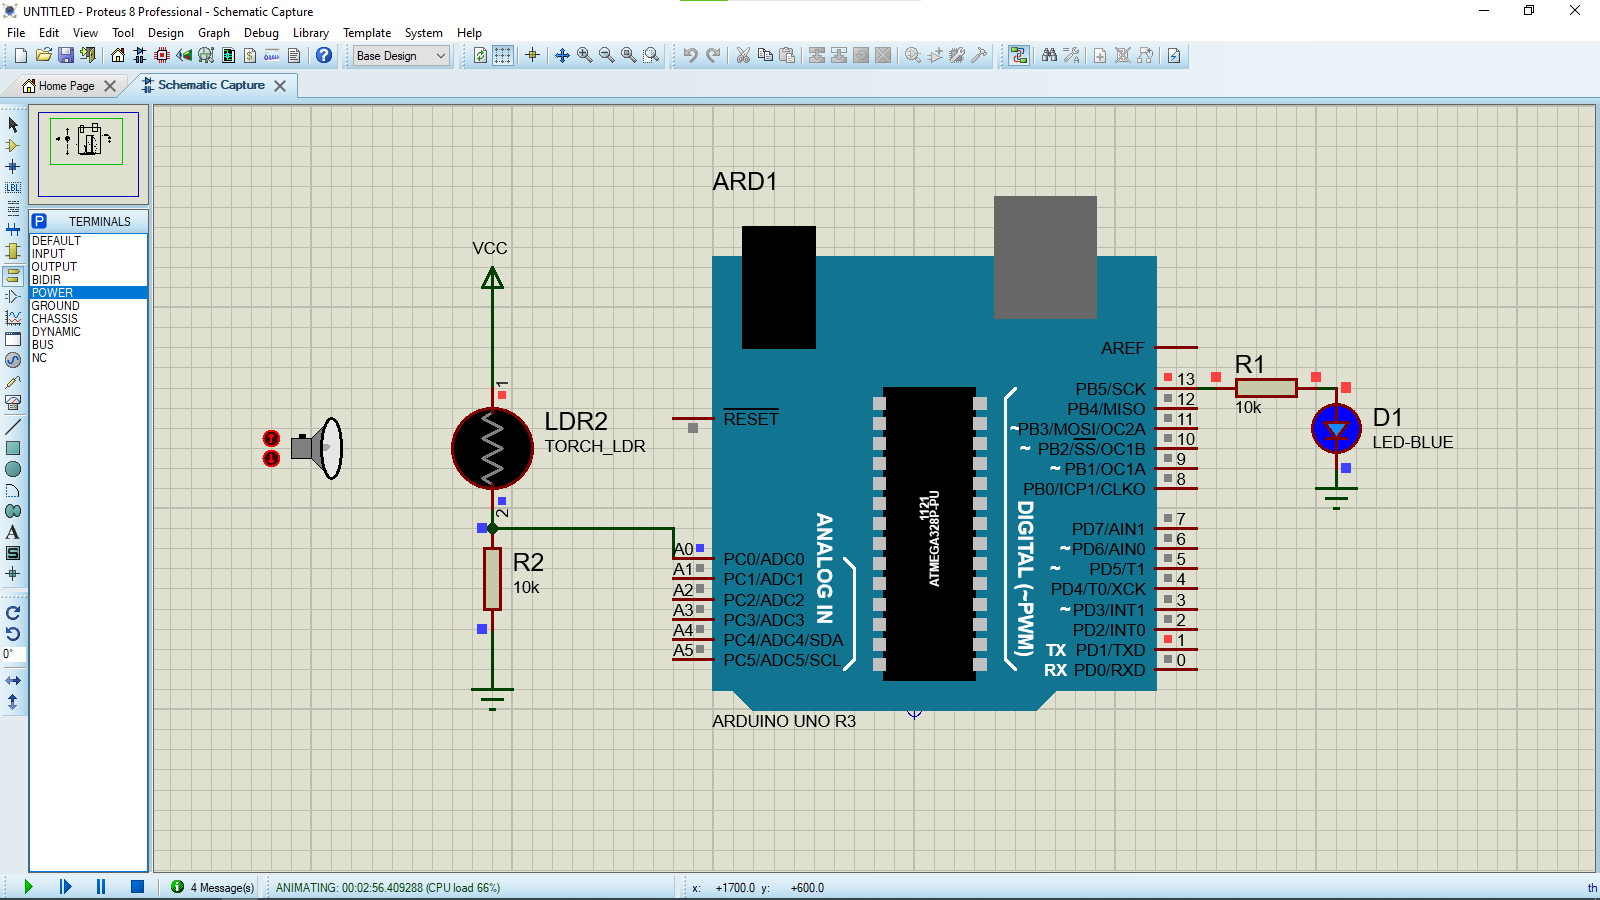 UNTITLED - Proteus 8 Professional - Schematic Capture
File Edit View Tool Design Graph Debug Library Template System Help
Base Design
Home Page
Schematic Capture
LBL
P TERMINALS
DEFAULT
INPUT
OUTPUT
BIDIR
POWER
GROUND
CHASSIS
DYNAMIC
BUS
NC
A
S
0°
ARD1
VCC
1
LDR2
TORCH_LDR
2
R2
10k
RESET
A0 PC0/ADC0
A1 PC1/ADC1
A2 PC2/ADC2
A3 PC3/ADC3
A4 PC4/ADC4/SDA
A5 PC5/ADC5/SCL
ANALOG IN
1121
ATMEGA328P-PU
DIGITAL (~PWM)
AREF
PB5/SCK 13
PB4/MISO 12
~PB3/MOSI/OC2A 11
~ PB2/SS/OC1B 10
~ PB1/OC1A 9
PB0/ICP1/CLKO 8
PD7/AIN1 7
~PD6/AIN0 6
~ PD5/T1 5
PD4/T0/XCK 4
~PD3/INT1 3
PD2/INT0 2
TX PD1/TXD 1
RX PD0/RXD 0
ARDUINO UNO R3
R1
10k
D1
LED-BLUE
4 Message(s)
ANIMATING: 00:02:56.409288 (CPU load 66%)
x: +1700.0 y: +600.0
th